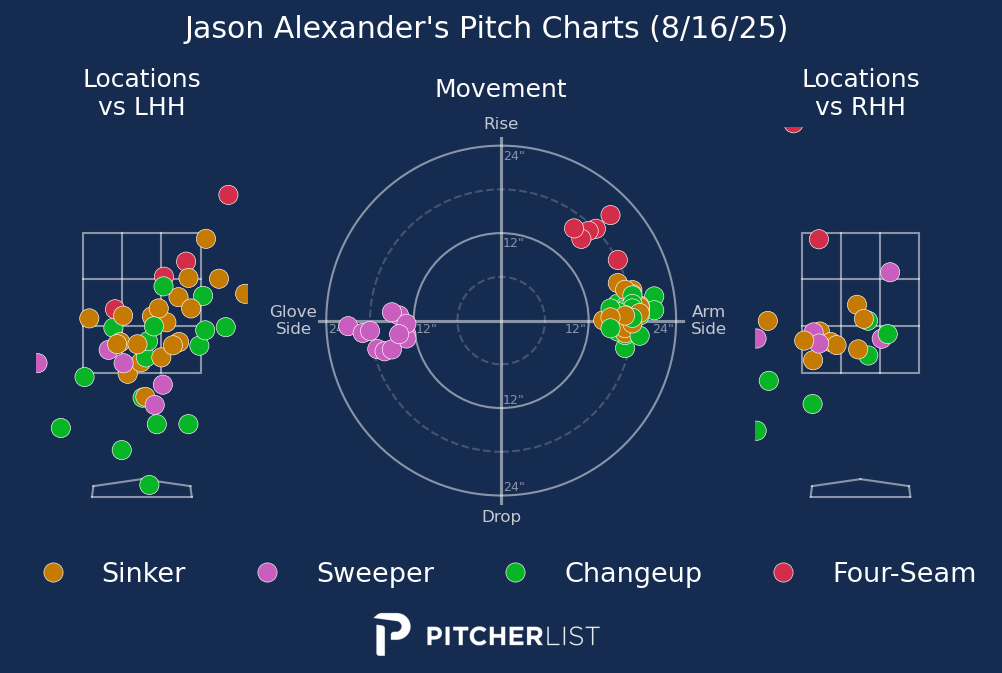 Jason Alexander's Pitch Charts (8/16/25)
Locations
vs LHH
Movement
Locations
vs RHH
Rise
24"
12"
Glove
Side
24"
12"
12"
24"
Arm
Side
12"
24"
Drop
Sinker
Sweeper
Changeup
Four-Seam
PITCHERLIST